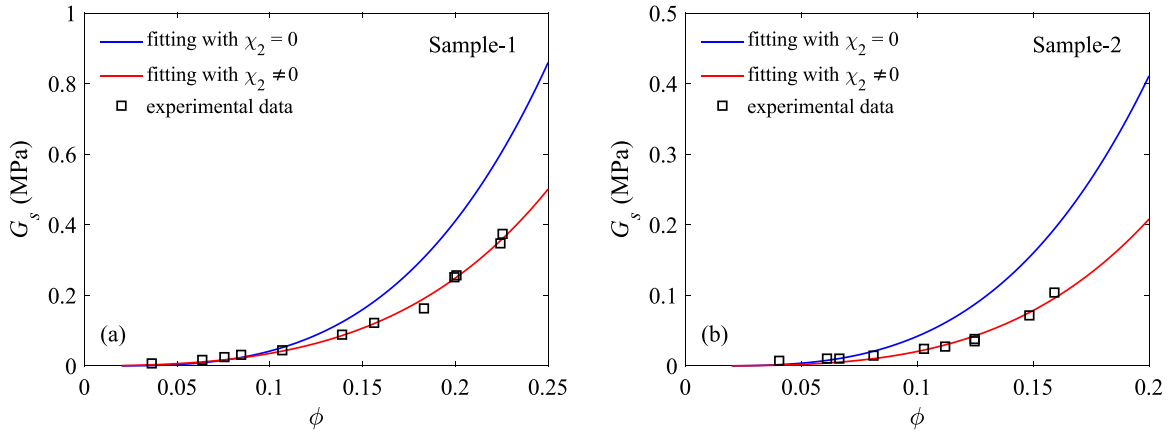 1
0.8
0.6
0.4
0.2
0
G_s (MPa)
fitting with χ₂ = 0
fitting with χ₂ ≠ 0
experimental data
Sample-1
(a)
0 0.05 0.1 0.15 0.2 0.25
ϕ
0.5
0.4
0.3
0.2
0.1
0
G_s (MPa)
fitting with χ₂ = 0
fitting with χ₂ ≠ 0
experimental data
Sample-2
(b)
0 0.05 0.1 0.15 0.2
ϕ